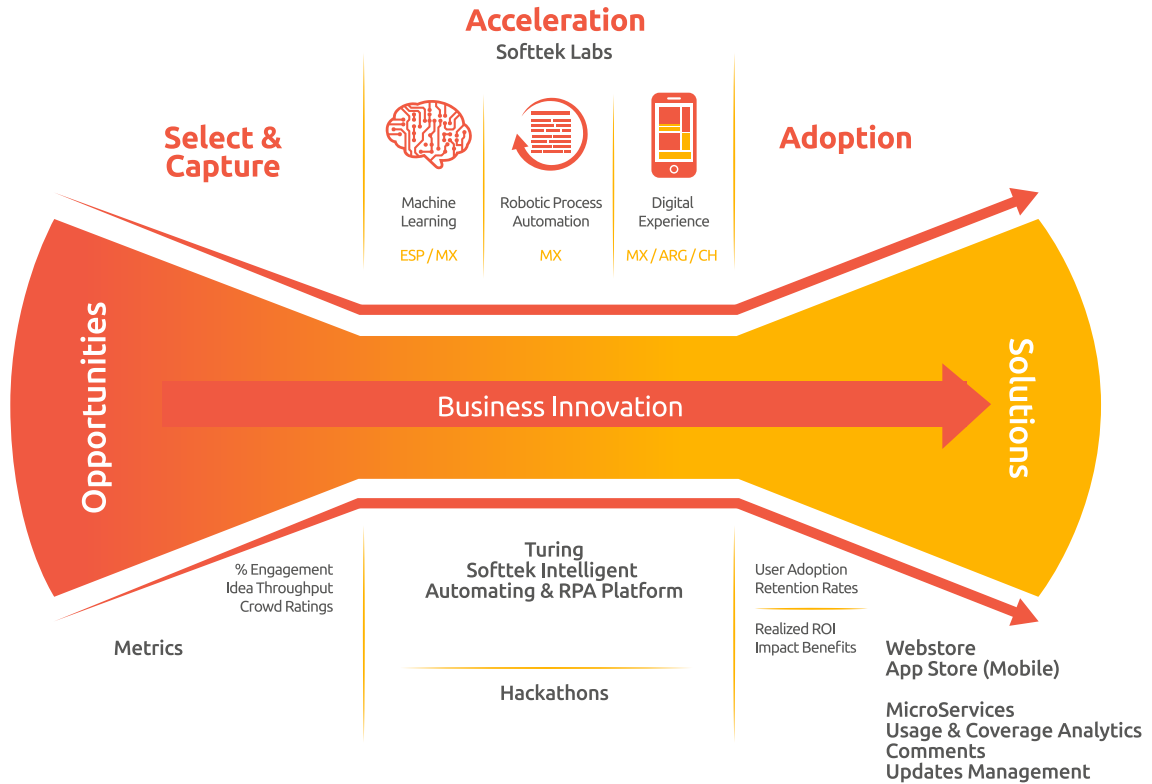 Acceleration
Softtek Labs
Select &
Capture
Adoption
Machine
Learning
ESP / MX
Robotic Process
Automation
MX
Digital
Experience
MX / ARG / CH
Opportunities
Business Innovation
Solutions
% Engagement
Idea Throughput
Crowd Ratings
Metrics
Turing
Softtek Intelligent
Automating & RPA Platform
Hackathons
User Adoption
Retention Rates
Realized ROI
Impact Benefits
Webstore
App Store (Mobile)
MicroServices
Usage & Coverage Analytics
Comments
Updates Management